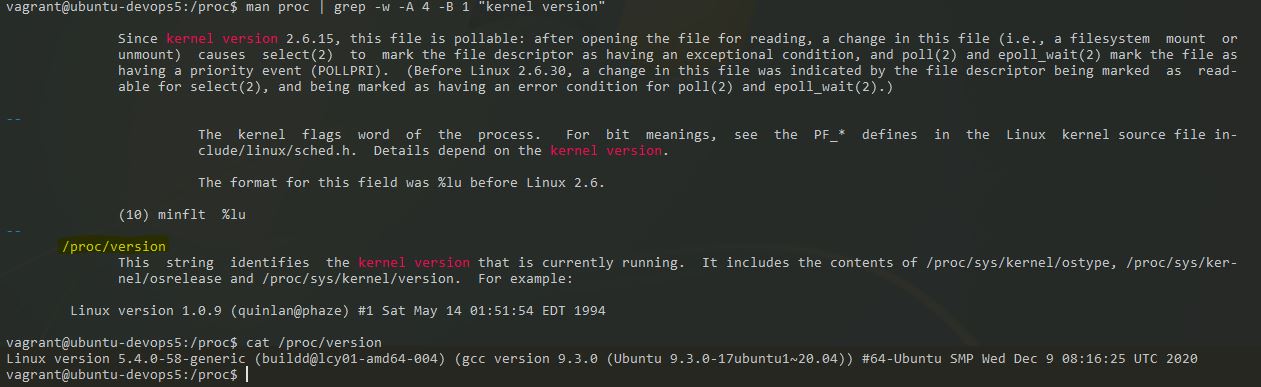 vagrant@ubuntu-devops5:/proc$ man proc | grep -w -A 4 -B 1 "kernel version"
Since kernel version 2.6.15, this file is pollable: after opening the file for reading, a change in this file (i.e., a filesystem mount or
unmount) causes select(2) to mark the file descriptor as having an exceptional condition, and poll(2) and epoll_wait(2) mark the file as
having a priority event (POLLPRI). (Before Linux 2.6.30, a change in this file was indicated by the file descriptor being marked as read-
able for select(2), and being marked as having an error condition for poll(2) and epoll_wait(2).)
--
The kernel flags word of the process. For bit meanings, see the PF_* defines in the Linux kernel source file in-
clude/linux/sched.h. Details depend on the kernel version.
The format for this field was %lu before Linux 2.6.
(10) minflt %lu
--
/proc/version
This string identifies the kernel version that is currently running. It includes the contents of /proc/sys/kernel/ostype, /proc/sys/ker-
nel/osrelease and /proc/sys/kernel/version. For example:
Linux version 1.0.9 (quinlan@phaze) #1 Sat May 14 01:51:54 EDT 1994
vagrant@ubuntu-devops5:/proc$ cat /proc/version
Linux version 5.4.0-58-generic (buildd@lcy01-amd64-004) (gcc version 9.3.0 (Ubuntu 9.3.0-17ubuntu1~20.04)) #64-Ubuntu SMP Wed Dec 9 08:16:25 UTC 2020
vagrant@ubuntu-devops5:/proc$